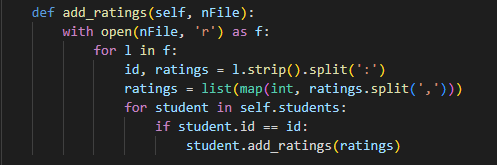 def add_ratings(self, nFile):
    with open(nFile, 'r') as f:
        for l in f:
            id, ratings = l.strip().split(':')
            ratings = list(map(int, ratings.split(',')))
            for student in self.students:
                if student.id == id:
                    student.add_ratings(ratings)